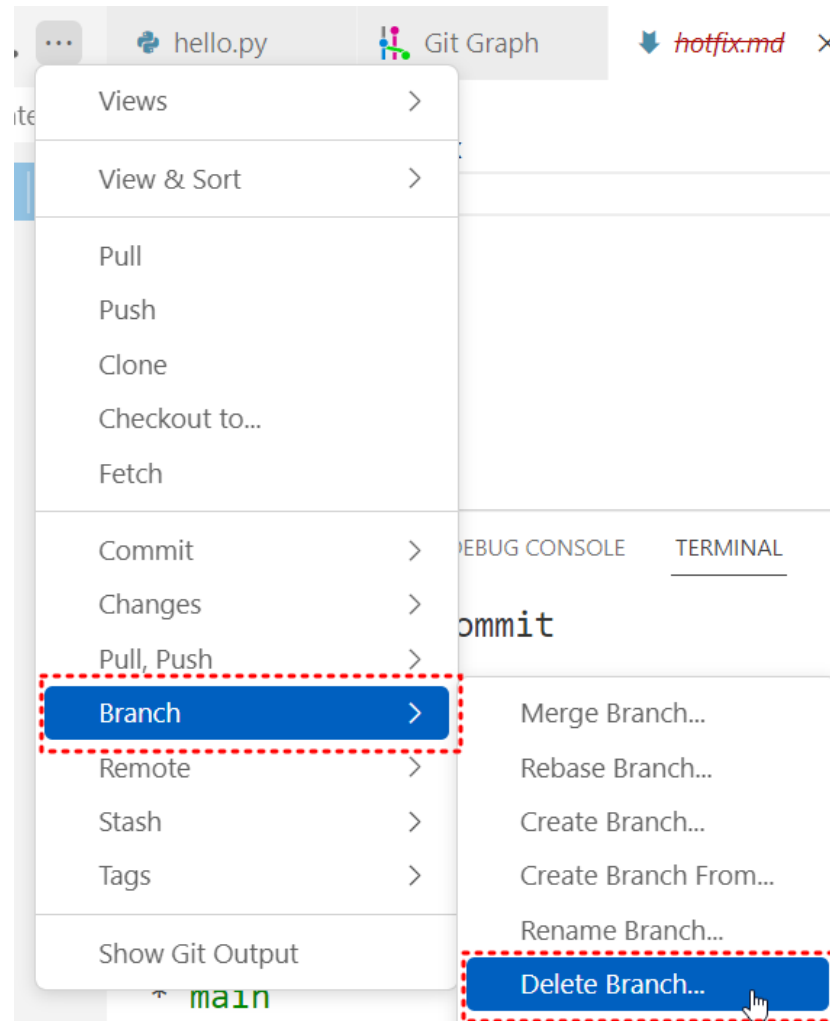 ... hello.py Git Graph hotfix.md
Views
View & Sort
Pull
Push
Clone
Checkout to...
Fetch
Commit
EBUG CONSOLE TERMINAL
Changes
ommit
Pull, Push
Branch
Merge Branch...
Remote
Rebase Branch...
Stash
Create Branch...
Tags
Create Branch From...
Rename Branch...
Show Git Output
Delete Branch...
* main